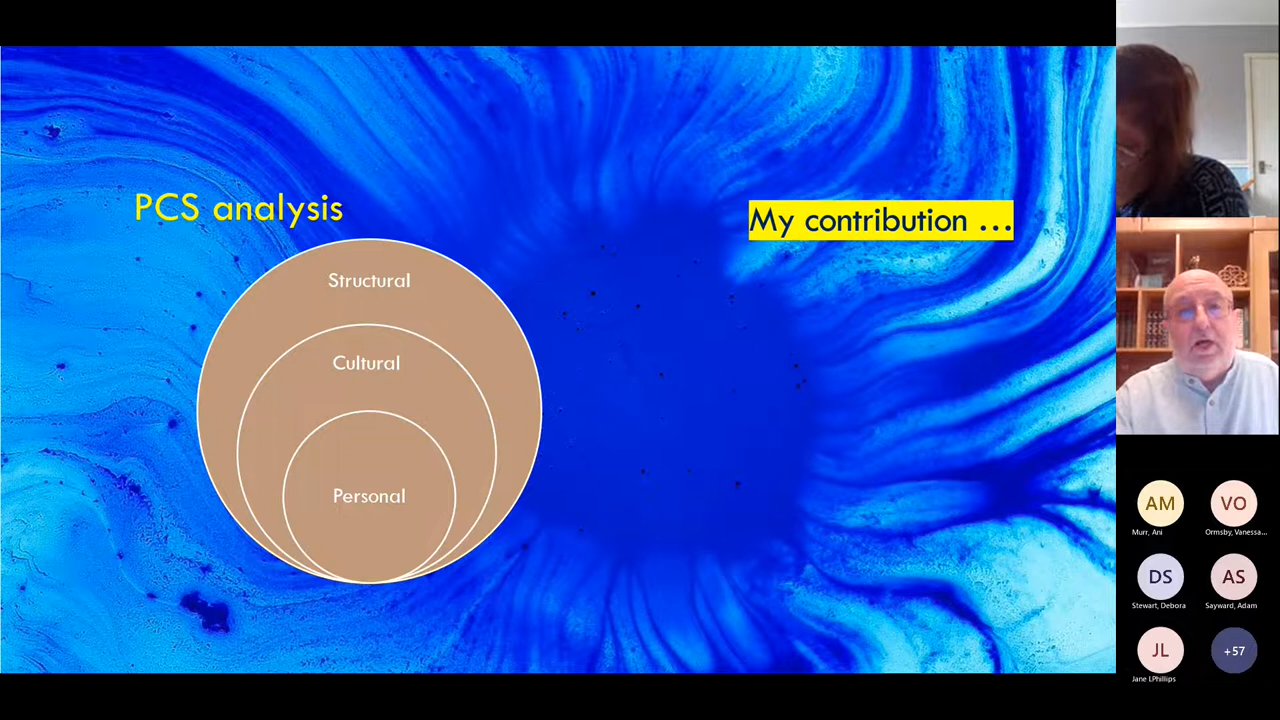 PCS analysis
My contribution ...
Structural
Cultural
Personal
AM
VO
Murr, Ani
Ormsby, Vanessa...
DS
AS
Stewart, Debora
Sayward, Adam
JL
+57
Jane LPhillips